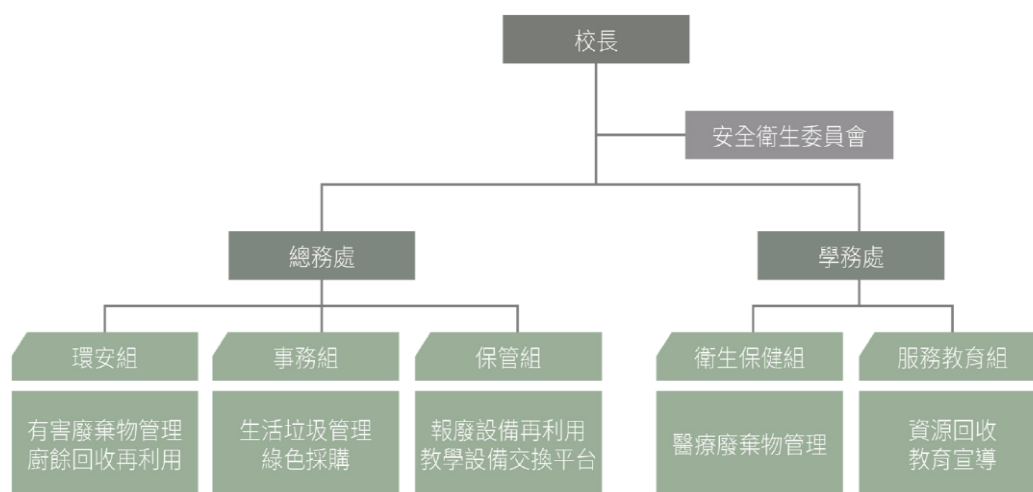 校長
安全衛生委員會
總務處
學務處
環安組
事務組
保管組
衛生保健組
服務教育組
有害廢棄物管理
廚餘回收再利用
生活垃圾管理
綠色採購
報廢設備再利用
教學設備交換平台
醫療廢棄物管理
資源回收
教育宣導